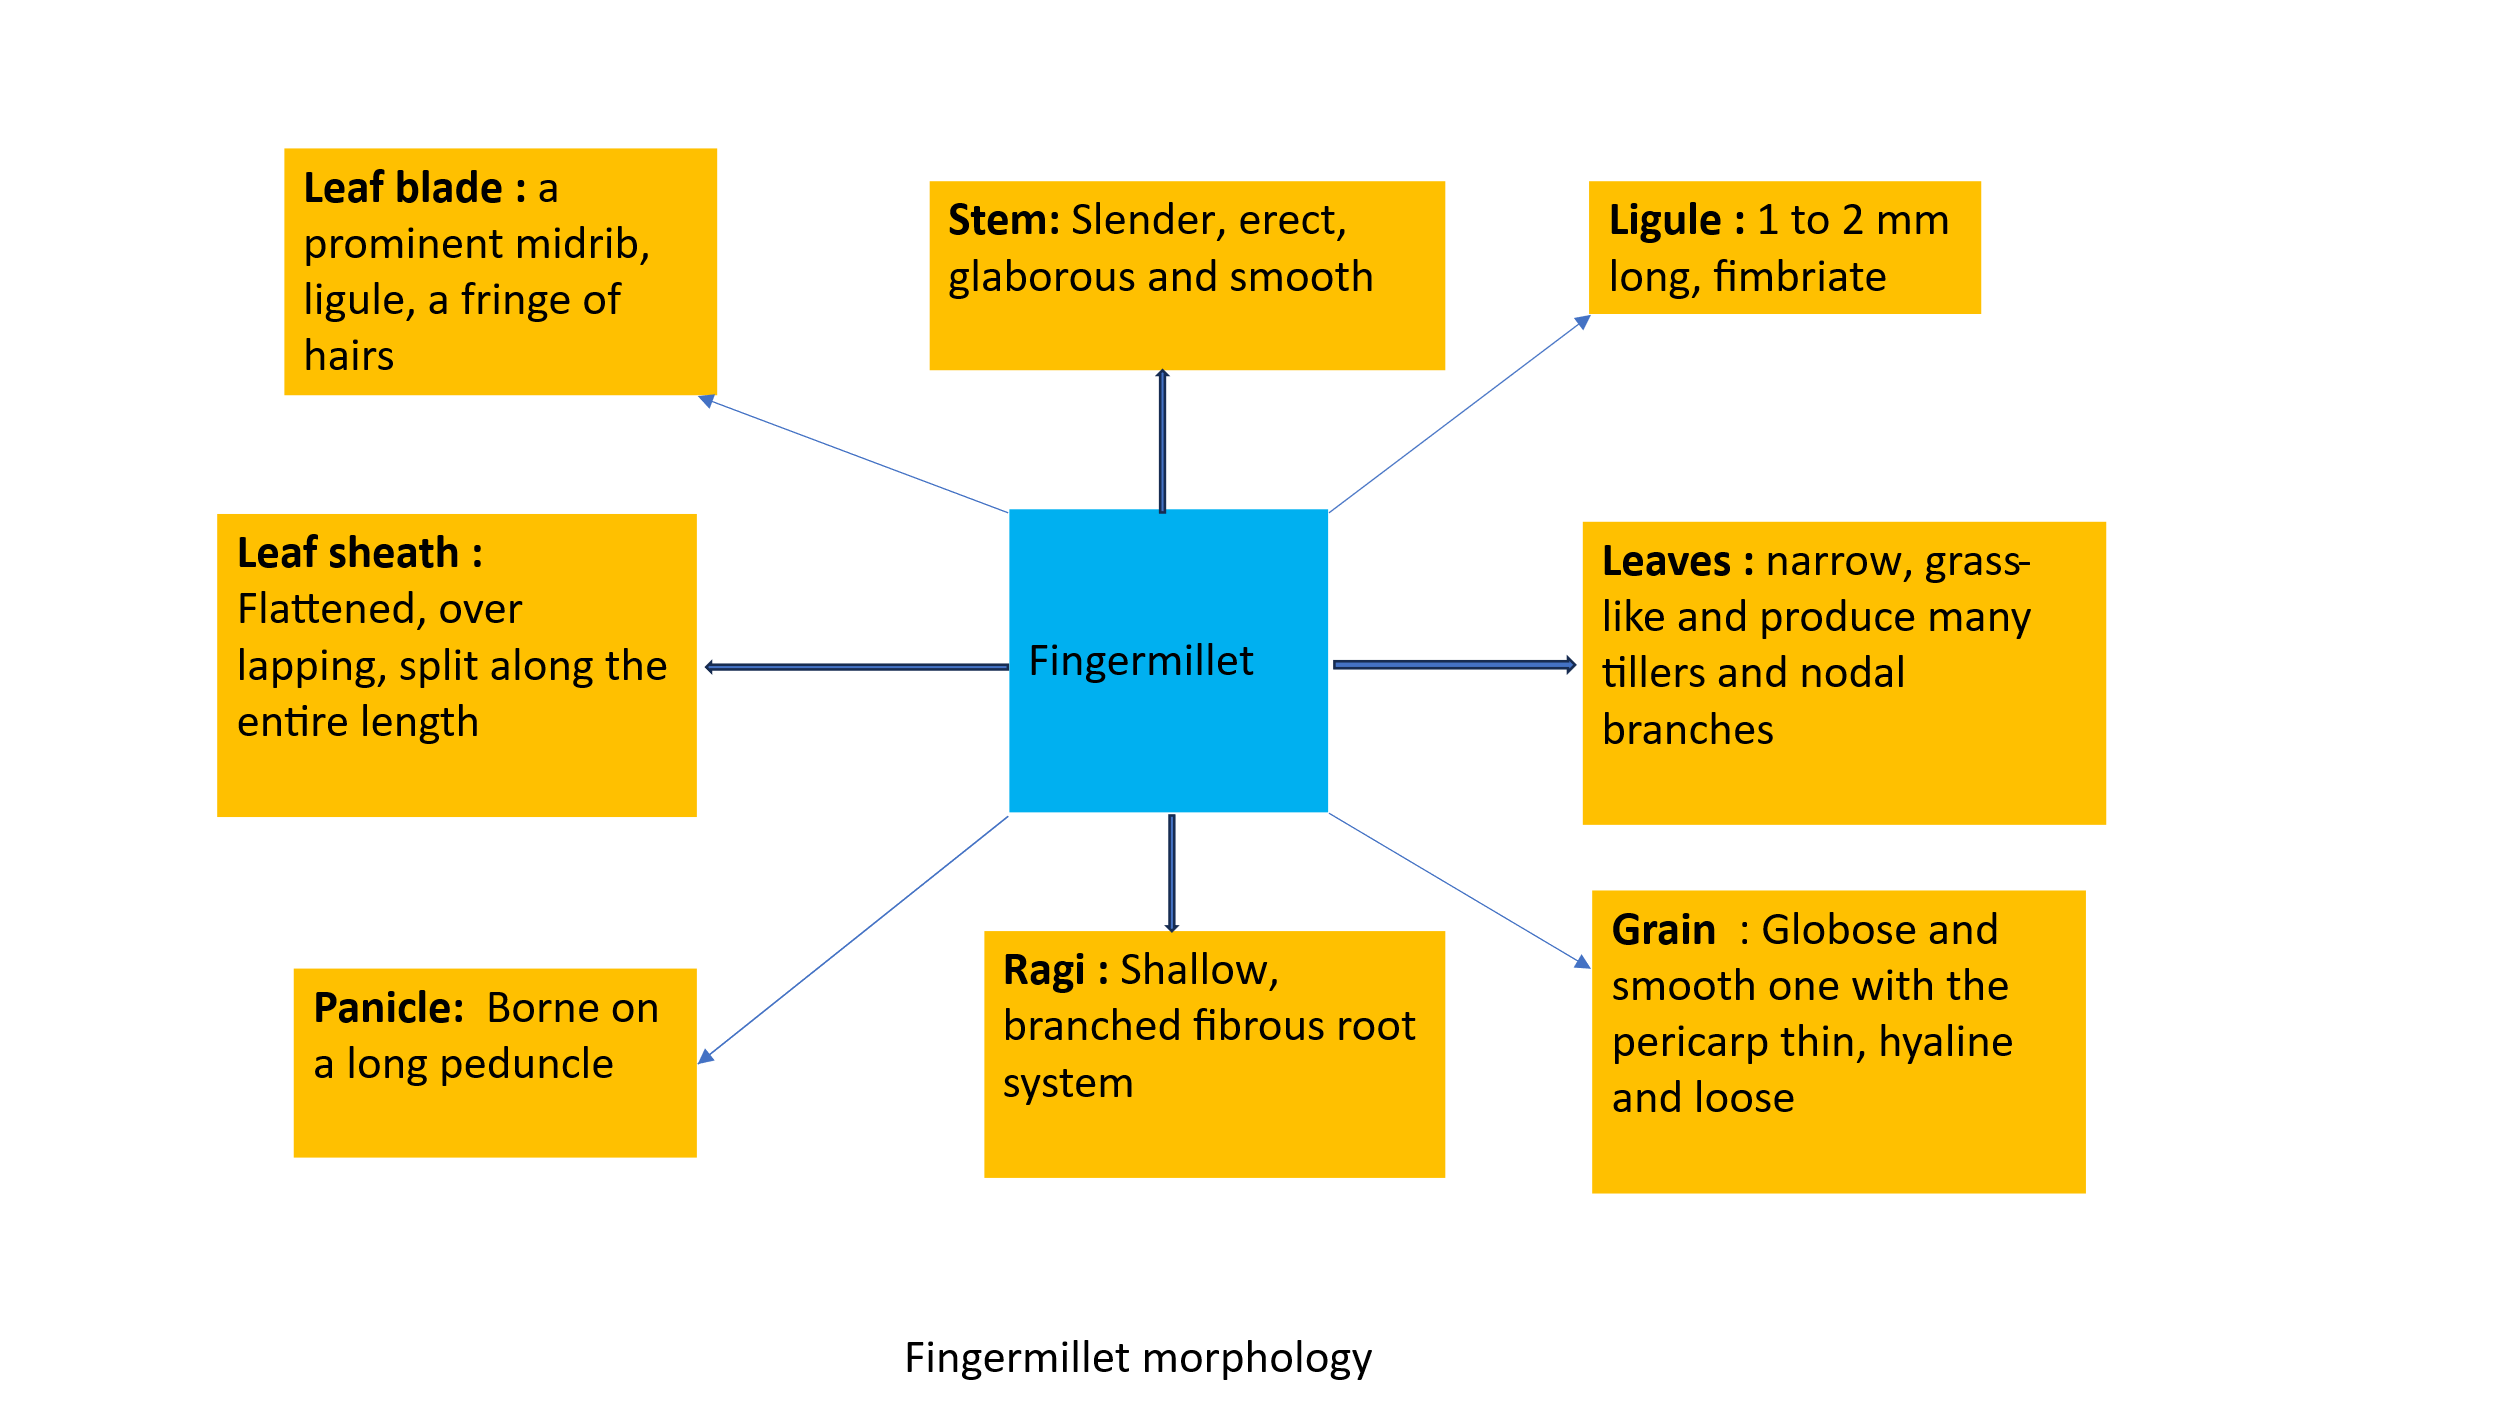 Leaf blade : a
prominent midrib,
ligule, a fringe of
hairs
Stem: Slender, erect,
glaborous and smooth
Ligule : 1 to 2 mm
long, fimbriate
Leaf sheath :
Flattened, over
lapping, split along the
entire length
Fingermillet
Leaves : narrow, grass-
like and produce many
tillers and nodal
branches
Panicle: Borne on
a long peduncle
Ragi : Shallow,
branched fibrous root
system
Grain : Globose and
smooth one with the
pericarp thin, hyaline
and loose
Fingermillet morphology